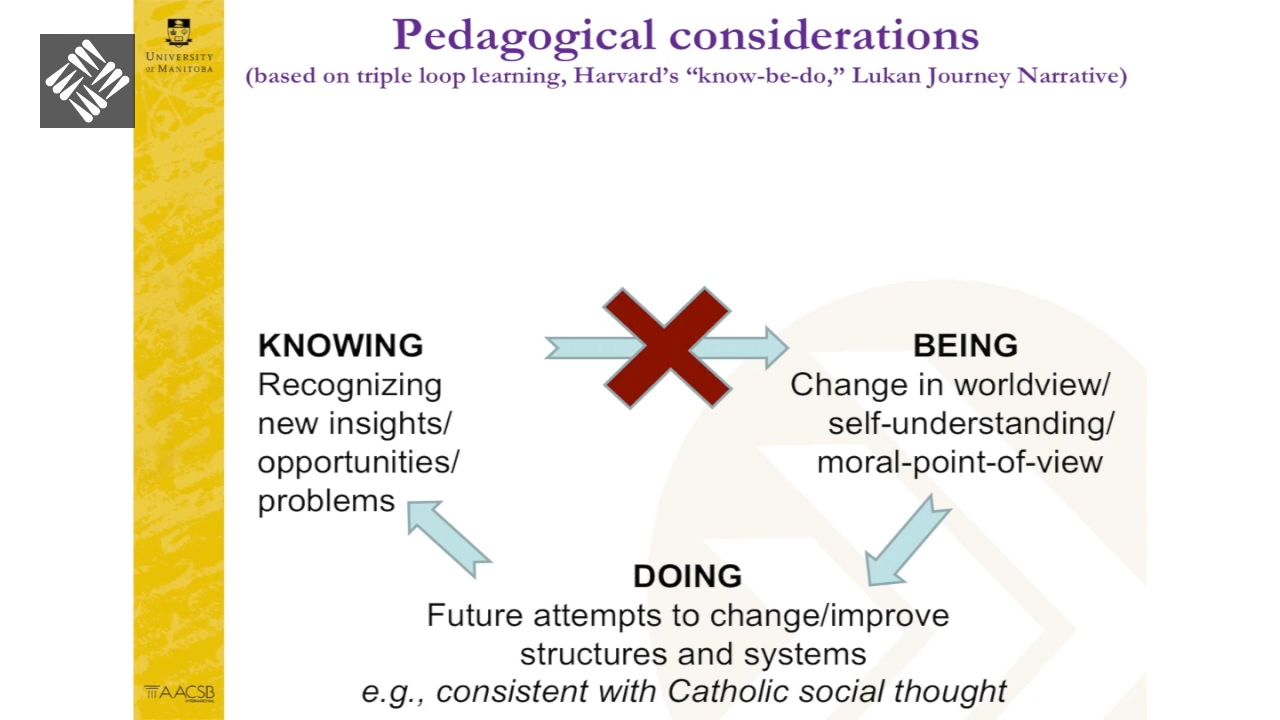 Pedagogical considerations
(based on triple loop learning, Harvard’s “know-be-do,” Lukan Journey Narrative)
UNIVERSITY
OF MANITOBA
KNOWING
Recognizing
new insights/
opportunities/
problems
BEING
Change in worldview/
self-understanding/
moral-point-of-view
DOING
Future attempts to change/improve
structures and systems
e.g., consistent with Catholic social thought
AACSB